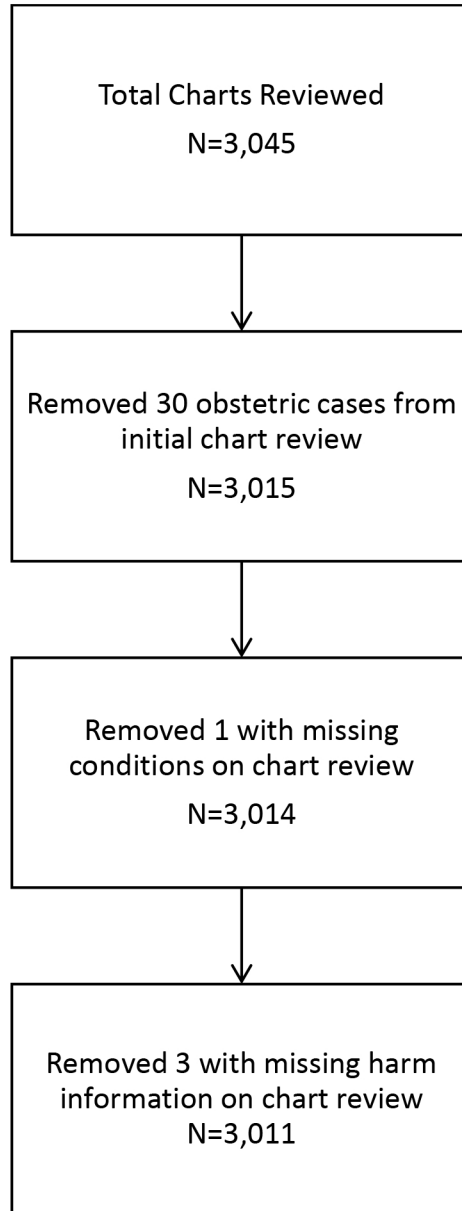 Total Charts Reviewed
N=3,045
Removed 30 obstetric cases from
initial chart review
N=3,015
Removed 1 with missing
conditions on chart review
N=3,014
Removed 3 with missing harm
information on chart review
N=3,011